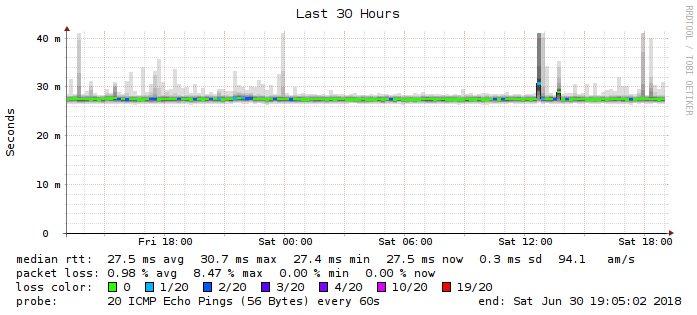 Last 30 Hours
RRDTOOL / TOBI OETIKER
Seconds
40 m
30 m
20 m
10 m
0
Fri 18:00 Sat 00:00 Sat 06:00 Sat 12:00 Sat 18:00
median rtt: 27.5 ms avg 30.7 ms max 27.4 ms min 27.5 ms now 0.3 ms sd 94.1 am/s
packet loss: 0.98 % avg 8.47 % max 0.00 % min 0.00 % now
loss color: 0 1/20 2/20 3/20 4/20 10/20 19/20
probe: 20 ICMP Echo Pings (56 Bytes) every 60s end: Sat Jun 30 19:05:02 2018